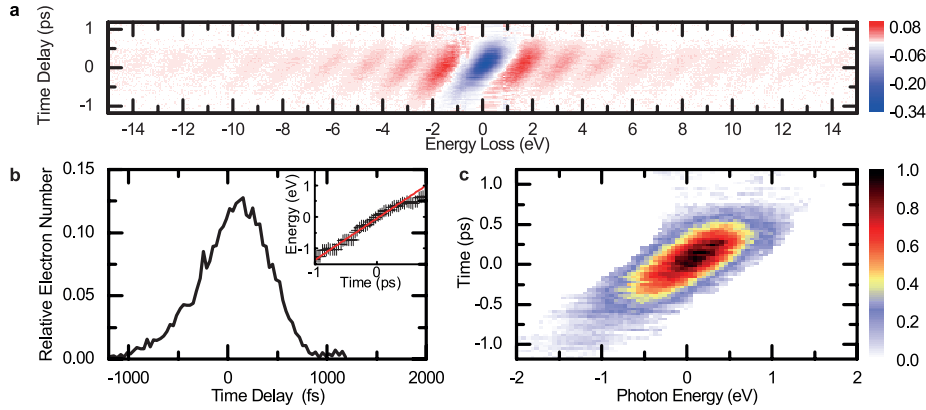 a
Time Delay (ps)
1
0
-1
-14 -12 -10 -8 -6 -4 -2 0 2 4 6 8 10 12 14
Energy Loss (eV)
0.08
-0.06
-0.20
-0.34
b
Relative Electron Number
0.15
0.10
0.05
0.00
-1000 0 1000 2000
Time Delay (fs)
Energy (eV)
1
0
-1
-1 0
Time (ps)
c
Time (ps)
1.0
0.5
0.0
-0.5
-1.0
-2 -1 0 1 2
Photon Energy (eV)
1.0
0.8
0.6
0.4
0.2
0.0